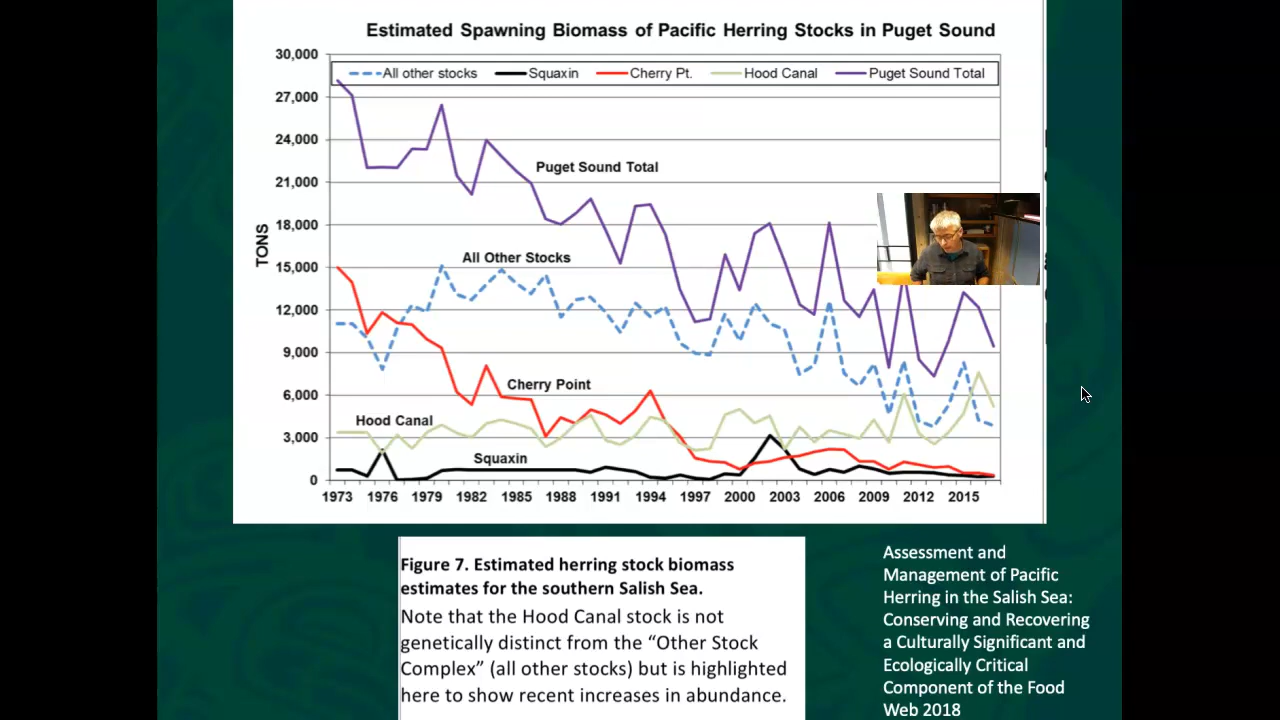 Estimated Spawning Biomass of Pacific Herring Stocks in Puget Sound
30,000
All other stocks Squaxin Cherry Pt. Hood Canal Puget Sound Total
27,000
24,000
Puget Sound Total
21,000
18,000
TONS
All Other Stocks
15,000
12,000
9,000
Cherry Point
6,000
Hood Canal
3,000
Squaxin
0
1973 1976 1979 1982 1985 1988 1991 1994 1997 2000 2003 2006 2009 2012 2015
Figure 7. Estimated herring stock biomass
estimates for the southern Salish Sea.
Note that the Hood Canal stock is not
genetically distinct from the “Other Stock
Complex” (all other stocks) but is highlighted
here to show recent increases in abundance.
Assessment and
Management of Pacific
Herring in the Salish Sea:
Conserving and Recovering
a Culturally Significant and
Ecologically Critical
Component of the Food
Web 2018